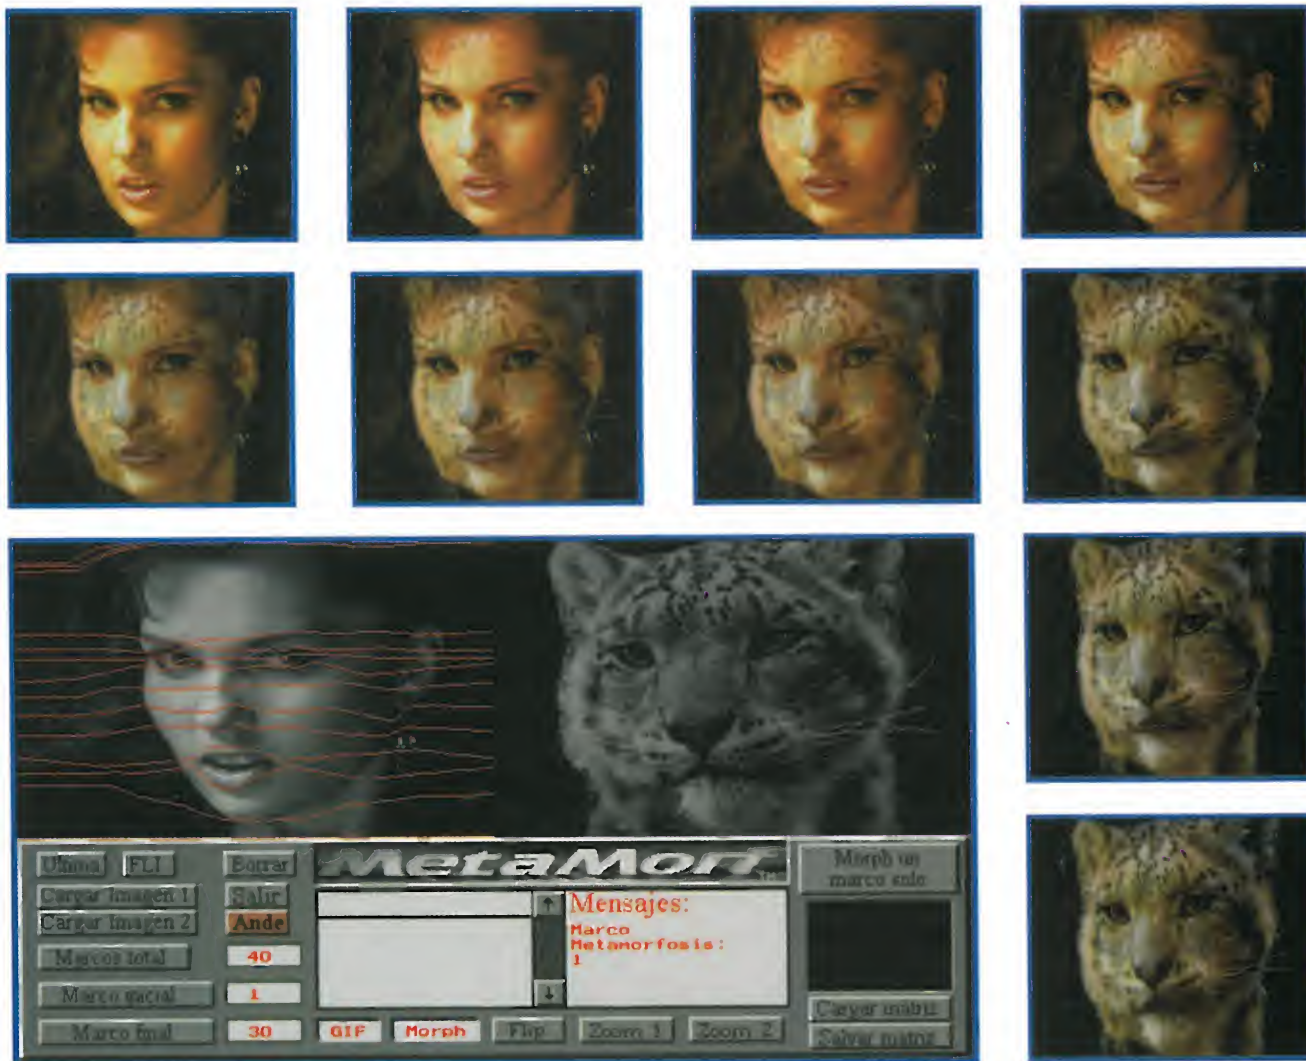 Ultima FLI Borrar
MetaMorf
Morph un
marco solo
Cargar Imagen 1 Salir
Cargar Imagen 2 Ande
Mensajes:
Marco
Metamorfosis:
1
Marcos total 40
Marco inicial 1
Marco final 30
GIF Morph Flip Zoom 1 Zoom 2
Cargar matriz
Salvar matriz